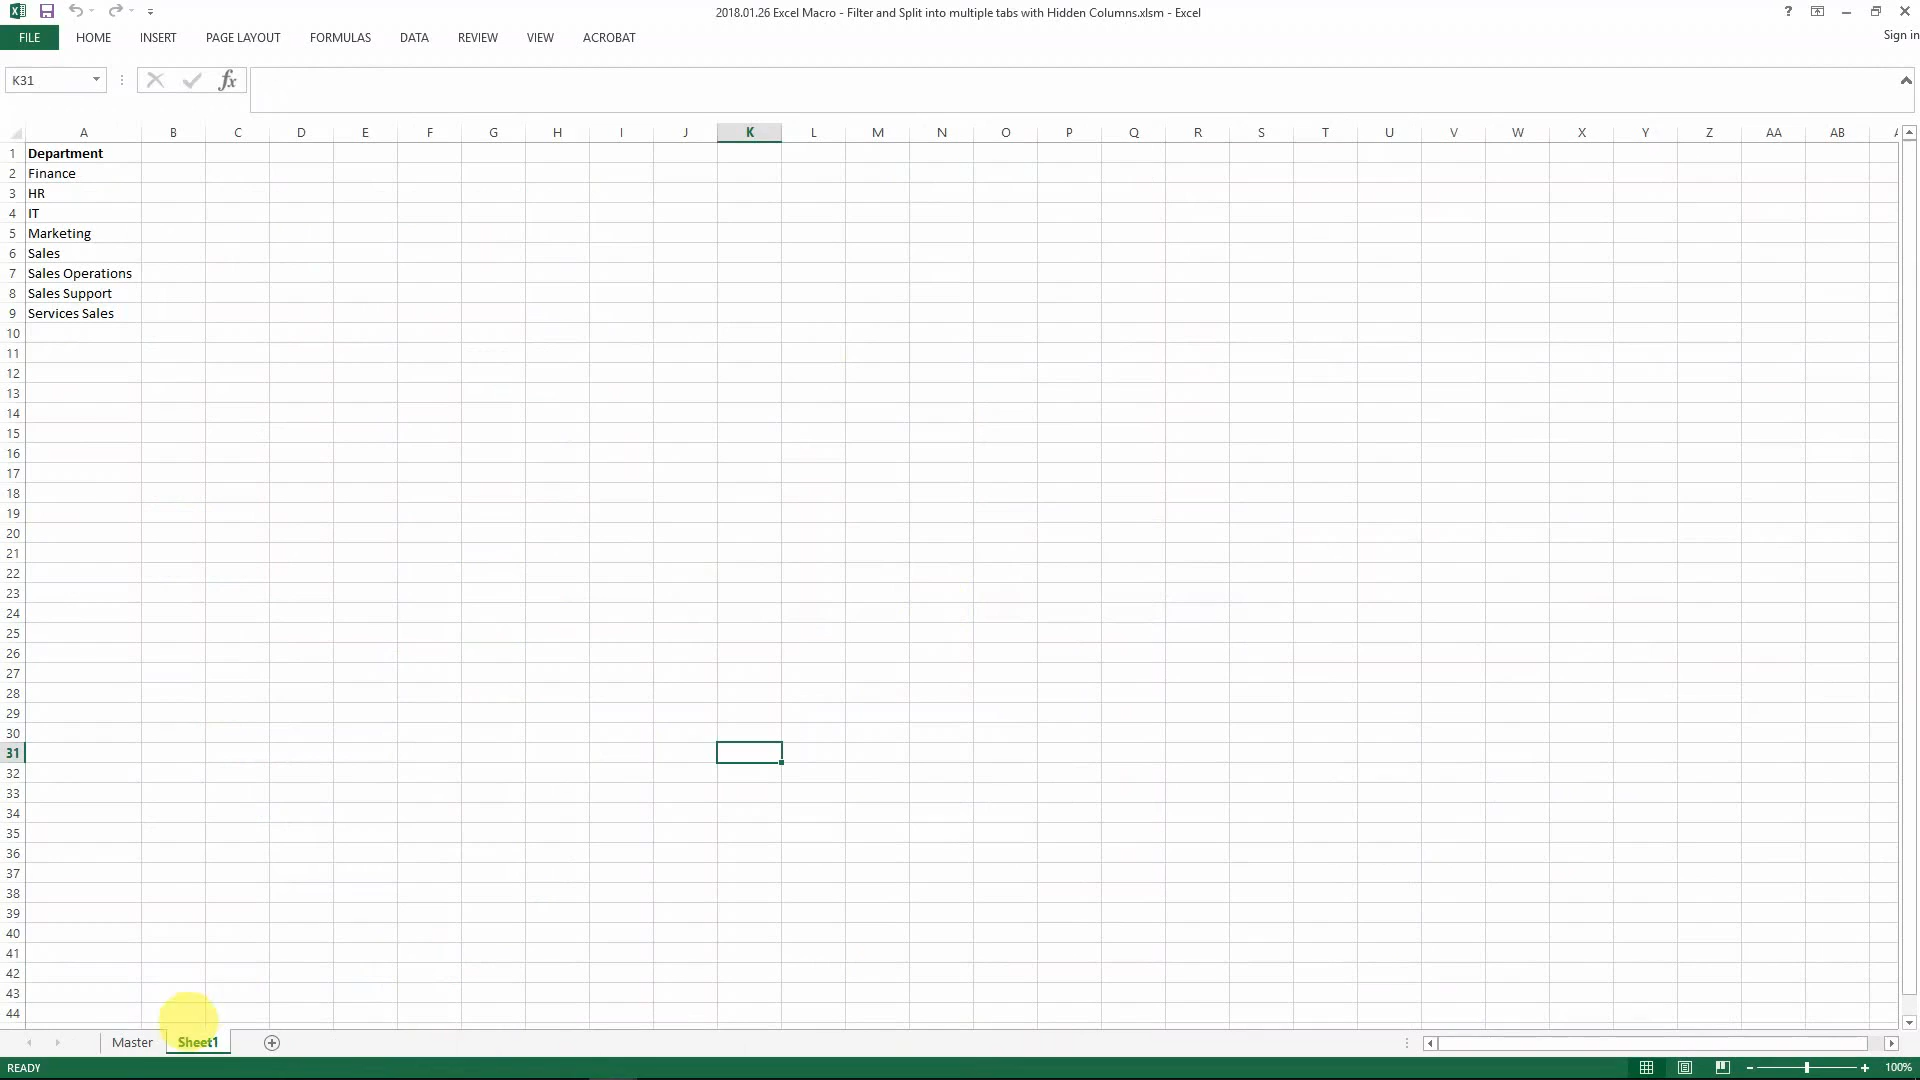 2018.01.26 Excel Macro - Filter and Split into multiple tabs with Hidden Columns.xlsm - Excel
?
FILE HOME INSERT PAGE LAYOUT FORMULAS DATA REVIEW VIEW ACROBAT
Sign in
K31
fx
A B C D E F G H I J K L M N O P Q R S T U V W X Y Z AA AB
1 Department
2 Finance
3 HR
4 IT
5 Marketing
6 Sales
7 Sales Operations
8 Sales Support
9 Services Sales
10
11
12
13
14
15
16
17
18
19
20
21
22
23
24
25
26
27
28
29
30
31
32
33
34
35
36
37
38
39
40
41
42
43
44
Master Sheet1
READY
100%